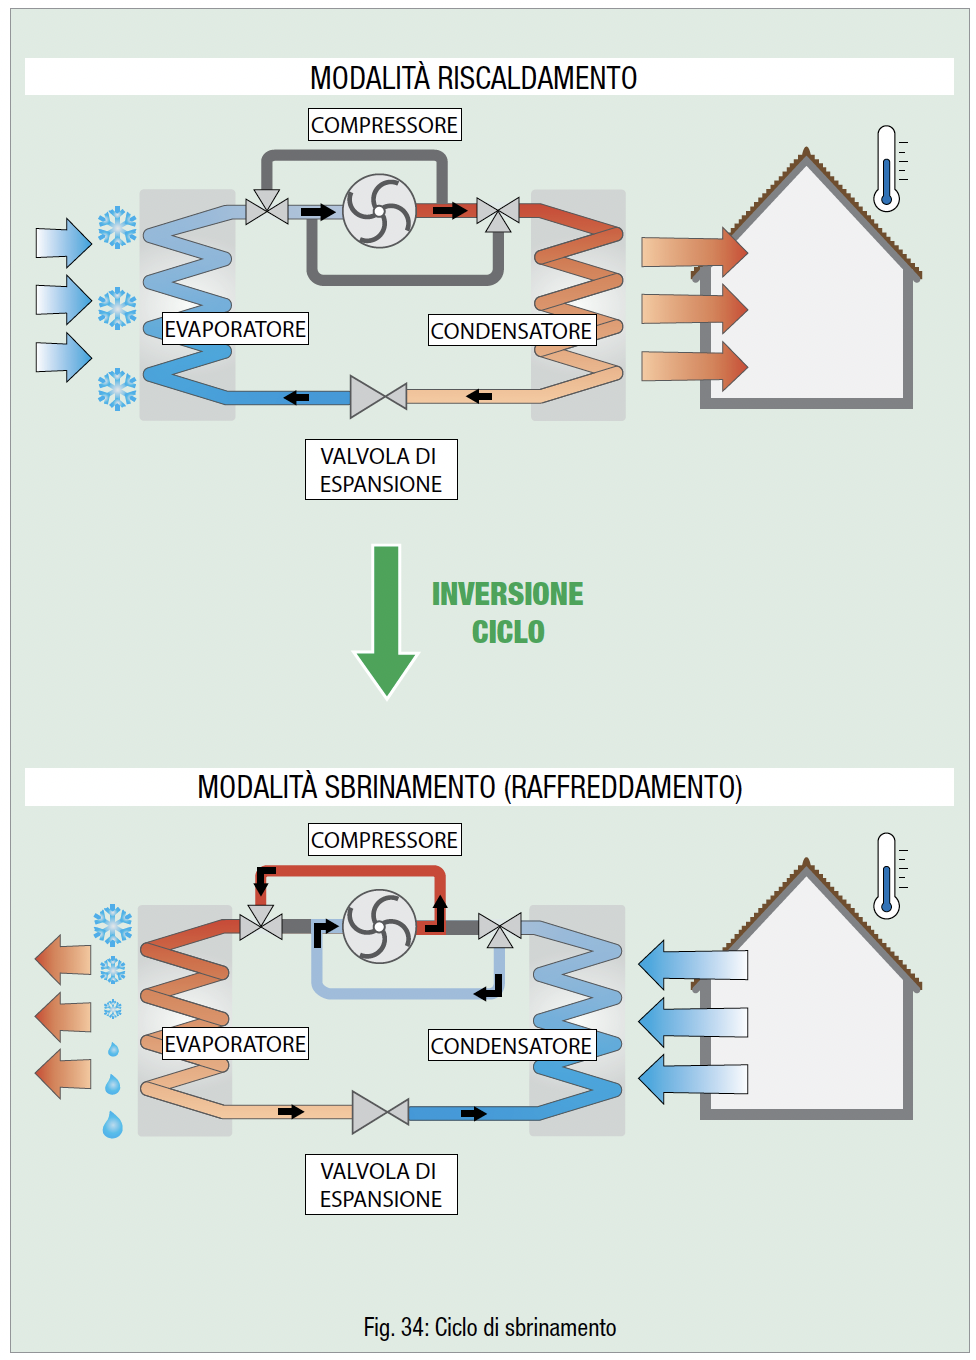 MODALITÀ RISCALDAMENTO
COMPRESSORE
EVAPORATORE
CONDENSATORE
VALVOLA DI
ESPANSIONE
INVERSIONE
CICLO
MODALITÀ SBRINAMENTO (RAFFREDDAMENTO)
COMPRESSORE
EVAPORATORE
CONDENSATORE
VALVOLA DI
ESPANSIONE
Fig. 34: Ciclo di sbrinamento